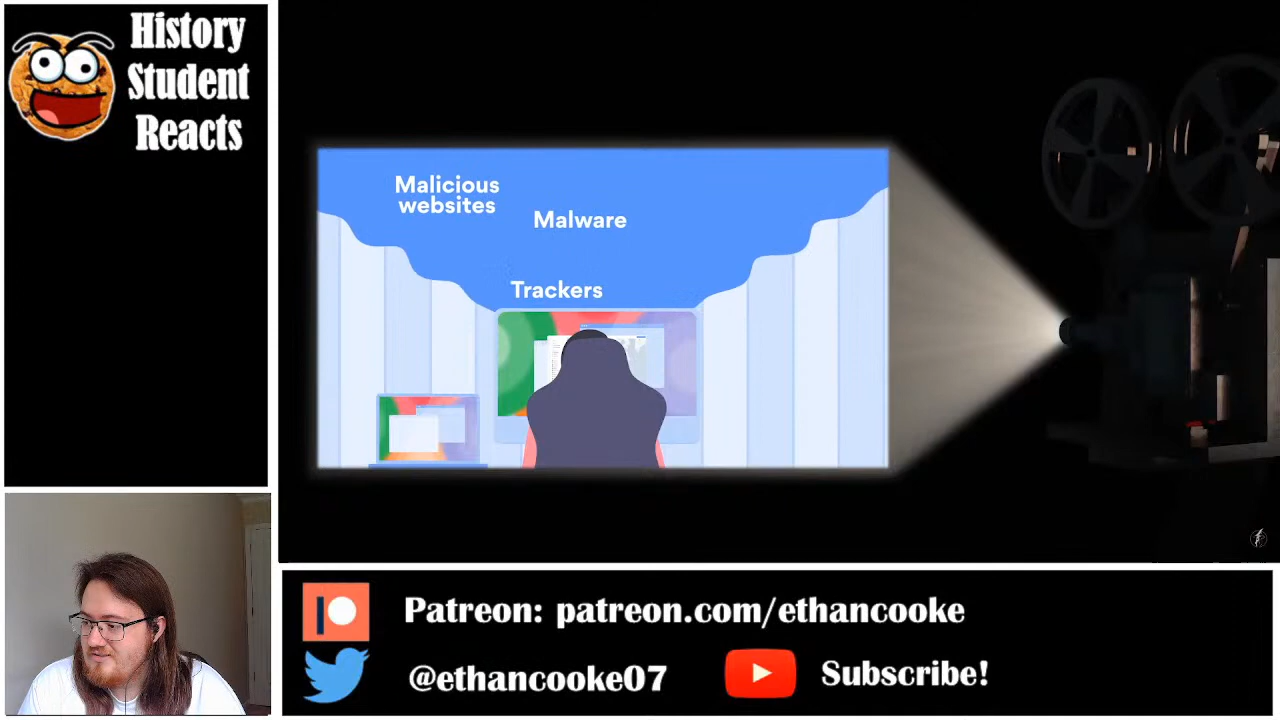 History
Student
Reacts
Malicious
websites
Malware
Trackers
Patreon: patreon.com/ethancooke
@ethancooke07
Subscribe!